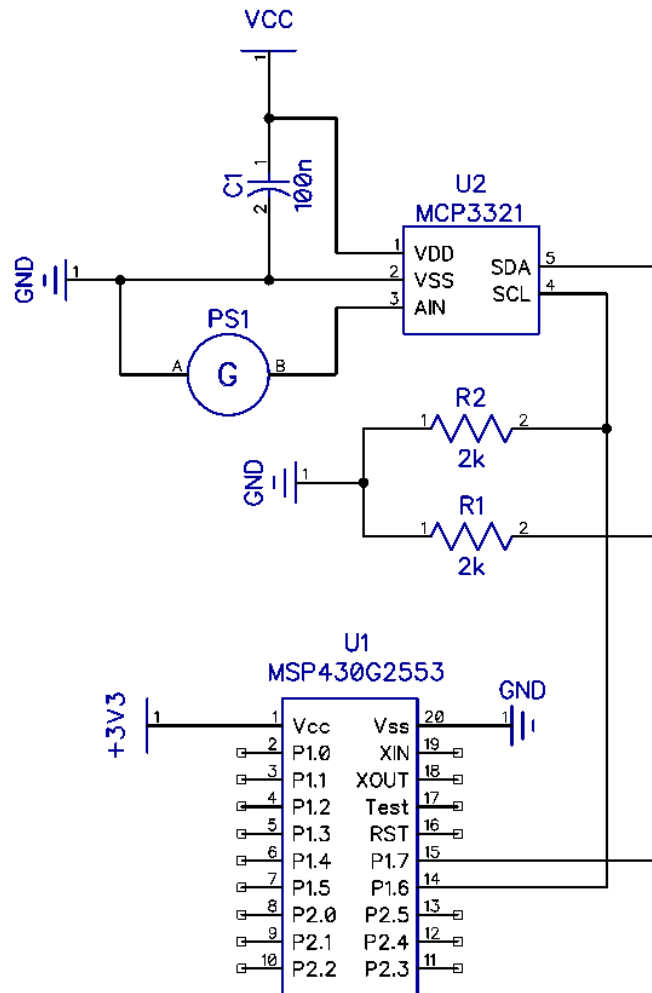 VCC
1
1
C1
100n
2
U2
MCP3321
1 VDD
2 VSS
3 AIN
SDA 5
SCL 4
GND 1
PS1
A G B
R2
1 2
2k
GND 1
R1
1 2
2k
U1
MSP430G2553
+3V3 1
1 Vcc Vss 20
1 GND
2 P1.0 XIN 19
3 P1.1 XOUT 18
4 P1.2 Test 17
5 P1.3 RST 16
6 P1.4 P1.7 15
7 P1.5 P1.6 14
8 P2.0 P2.5 13
9 P2.1 P2.4 12
10 P2.2 P2.3 11